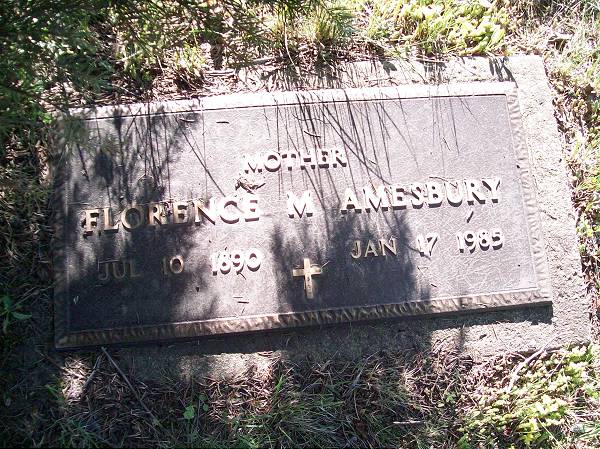 MOTHER
FLORENCE M AMESBURY
JUL 10 1890 JAN 17 1985